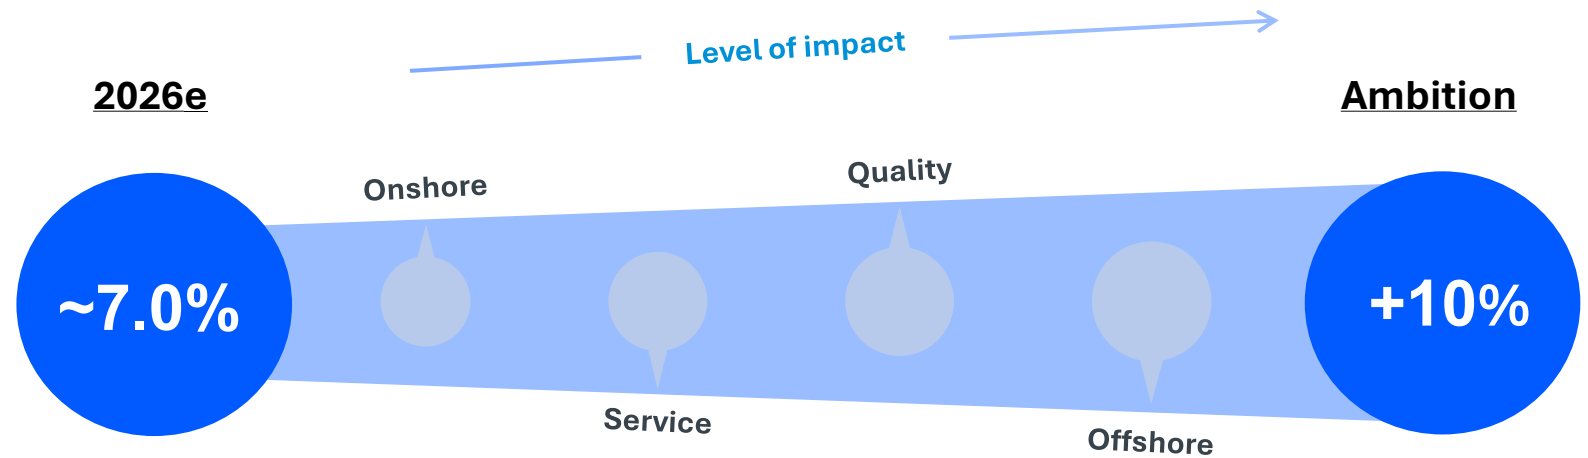 Level of impact
2026e
Ambition
Onshore
Quality
~7.0%
+10%
Service
Offshore